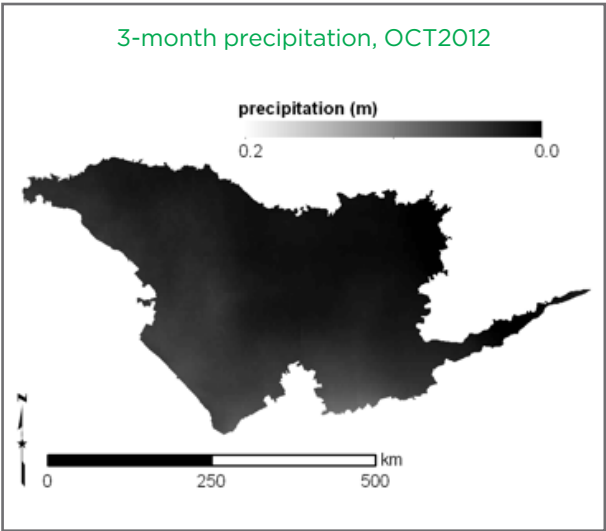 3-month precipitation, OCT2012
precipitation (m)
0.2 0.0
N
km
0 250 500